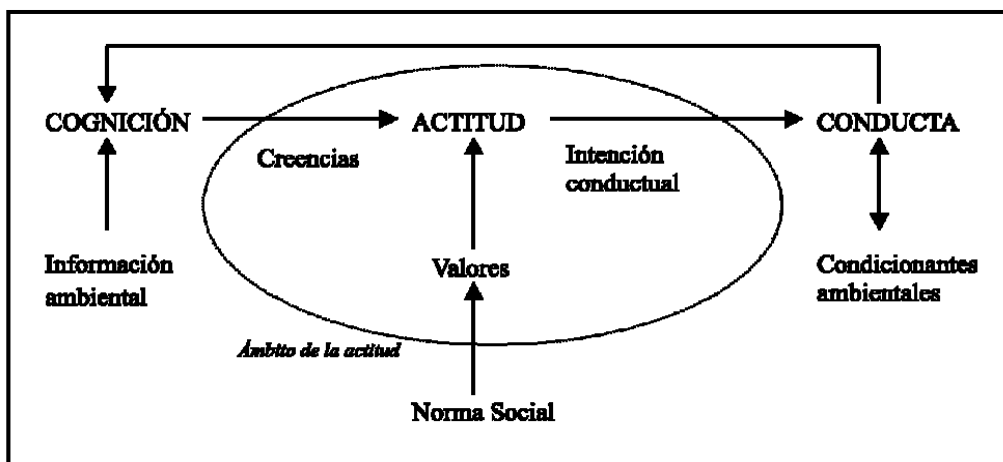 COGNICIÓN
ACTITUD
CONDUCTA
Creencias
Intención
conductual
Información
ambiental
Valores
Condicionantes
ambientales
Ámbito de la actitud
Norma Social